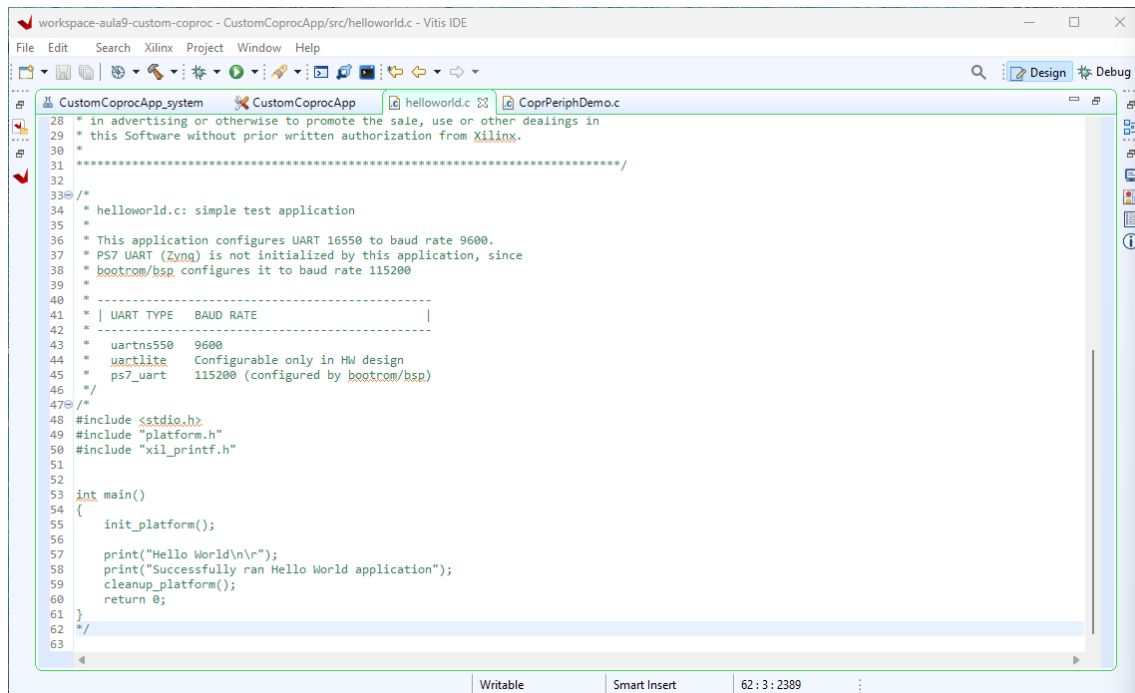 workspace-aula9-custom-coproc - CustomCoprocApp/src/helloworld.c - Vitis IDE
File Edit Search Xilinx Project Window Help
Design Debug
CustomCoprocApp_system CustomCoprocApp helloworld.c CoprPeriphDemo.c
28 * in advertising or otherwise to promote the sale, use or other dealings in
29 * this Software without prior written authorization from Xilinx.
30 *
31 ******************************************************************************/
32
33 /*
34 * helloworld.c: simple test application
35 *
36 * This application configures UART 16550 to baud rate 9600.
37 * PS7 UART (Zynq) is not initialized by this application, since
38 * bootrom/bsp configures it to baud rate 115200
39 *
40 * ------------------------------------------------
41 * | UART TYPE BAUD RATE |
42 * ------------------------------------------------
43 * uartns550 9600
44 * uartlite Configurable only in HW design
45 * ps7_uart 115200 (configured by bootrom/bsp)
46 */
47 /*
48 #include <stdio.h>
49 #include "platform.h"
50 #include "xil_printf.h"
51
52
53 int main()
54 {
55 init_platform();
56
57 print("Hello World\n\r");
58 print("Successfully ran Hello World application");
59 cleanup_platform();
60 return 0;
61 }
62 */
63
Writable Smart Insert 62 : 3 : 2389